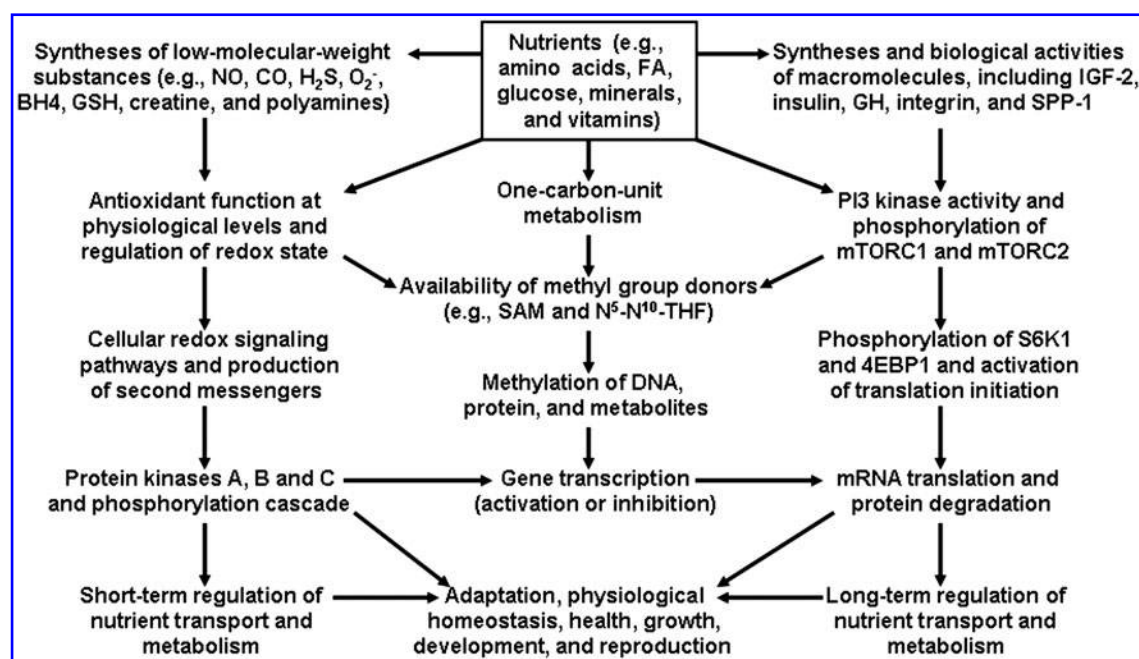 Syntheses of low-molecular-weight
substances (e.g., NO, CO, H₂S, O₂⁻,
BH4, GSH, creatine, and polyamines)
Nutrients (e.g.,
amino acids, FA,
glucose, minerals,
and vitamins)
Syntheses and biological activities
of macromolecules, including IGF-2,
insulin, GH, integrin, and SPP-1
Antioxidant function at
physiological levels and
regulation of redox state
One-carbon-unit
metabolism
PI3 kinase activity and
phosphorylation of
mTORC1 and mTORC2
Availability of methyl group donors
(e.g., SAM and N⁵-N¹⁰-THF)
Cellular redox signaling
pathways and production
of second messengers
Methylation of DNA,
protein, and metabolites
Phosphorylation of S6K1
and 4EBP1 and activation
of translation initiation
Protein kinases A, B and C
and phosphorylation cascade
Gene transcription
(activation or inhibition)
mRNA translation and
protein degradation
Short-term regulation of
nutrient transport and
metabolism
Adaptation, physiological
homeostasis, health, growth,
development, and reproduction
Long-term regulation of
nutrient transport and
metabolism